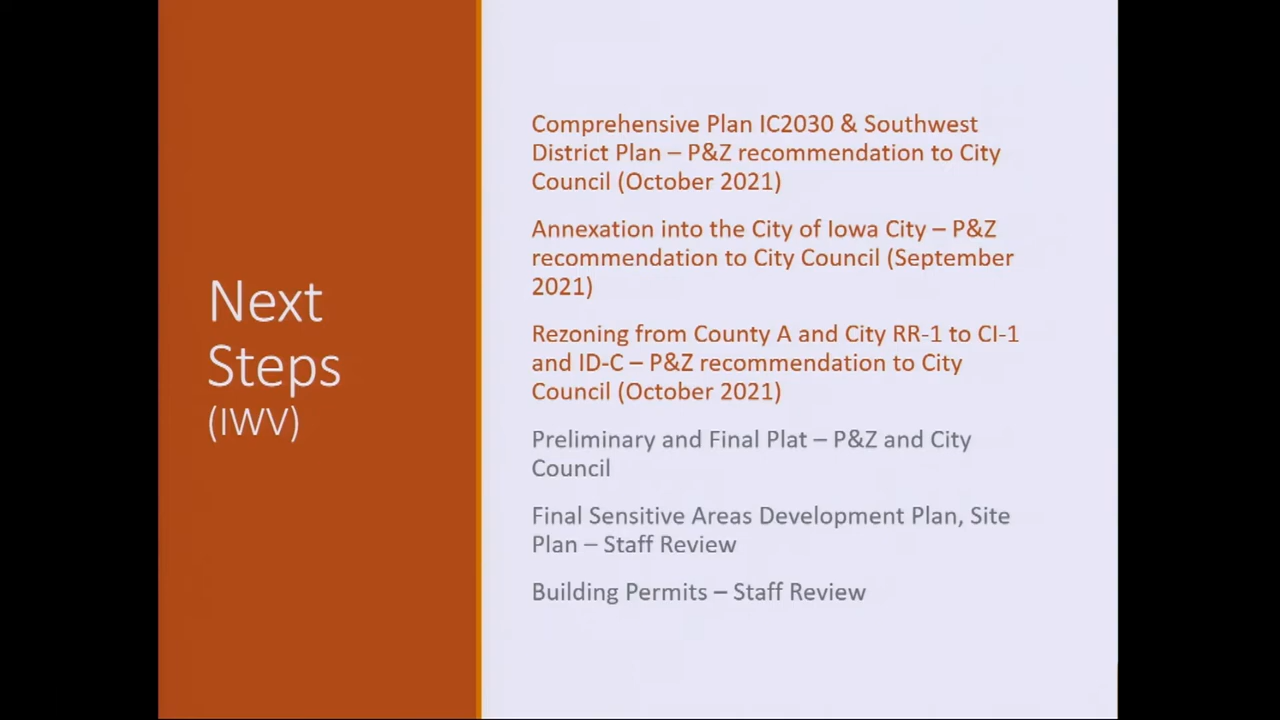 Next
Steps
(IWV)
Comprehensive Plan IC2030 & Southwest
District Plan – P&Z recommendation to City
Council (October 2021)
Annexation into the City of Iowa City – P&Z
recommendation to City Council (September
2021)
Rezoning from County A and City RR-1 to CI-1
and ID-C – P&Z recommendation to City
Council (October 2021)
Preliminary and Final Plat – P&Z and City
Council
Final Sensitive Areas Development Plan, Site
Plan – Staff Review
Building Permits – Staff Review